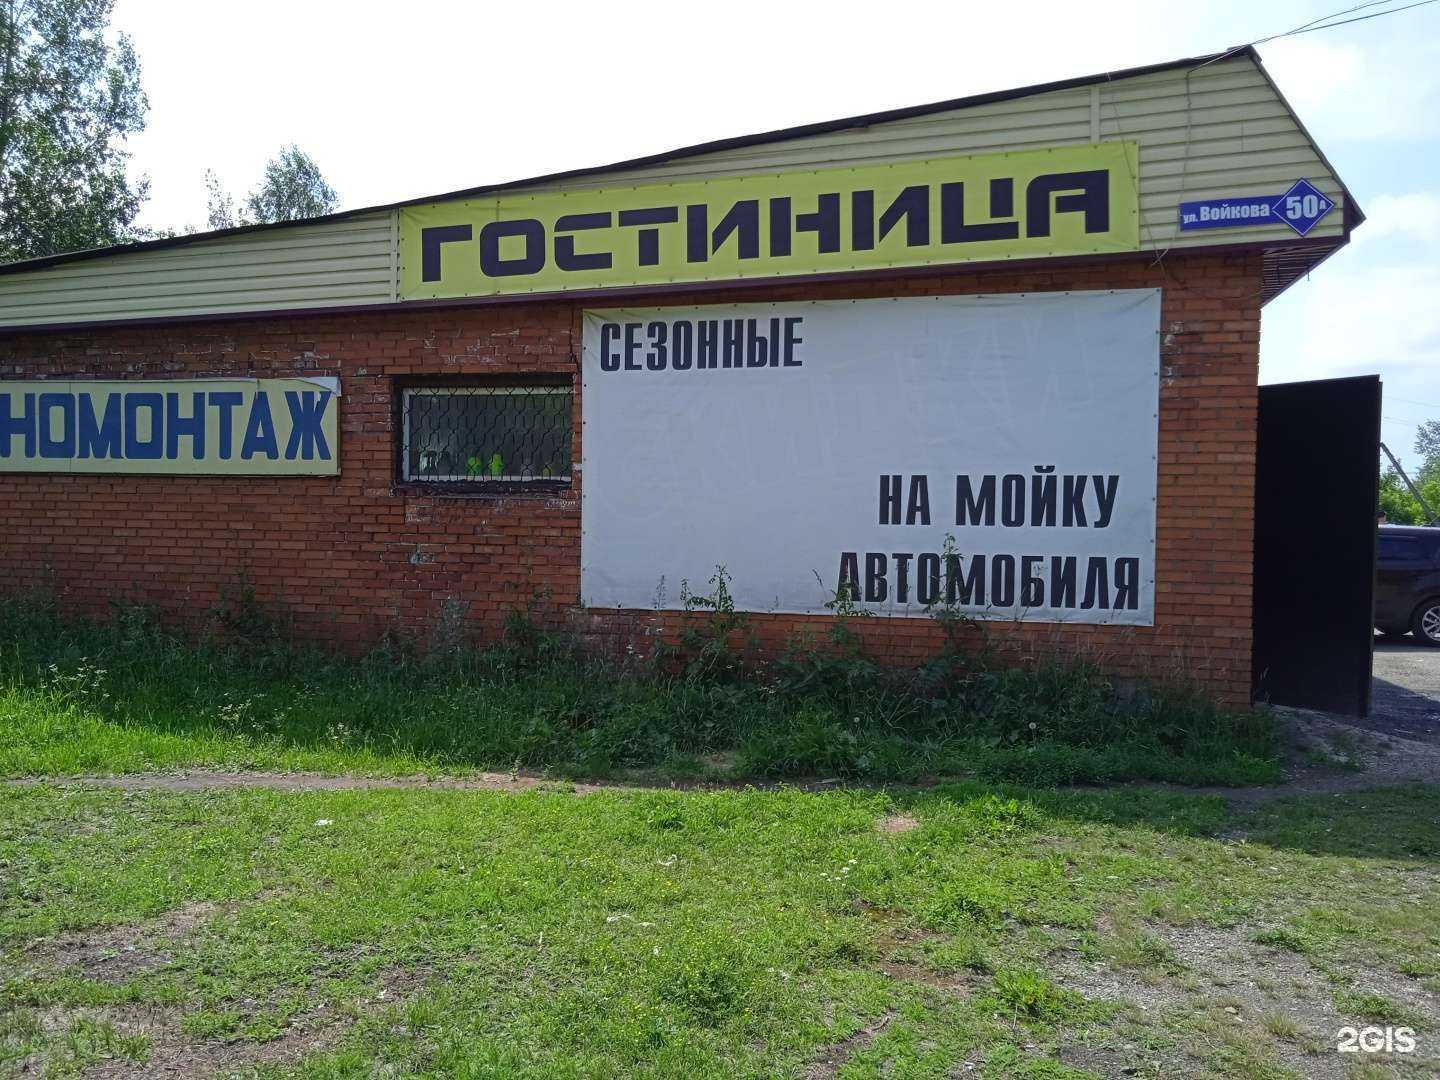 ГОСТИНИЦА
ул. Войкова 50А
СЕЗОННЫЕ
НОМОНТАЖ
НА МОЙКУ
АВТОМОБИЛЯ
2GIS